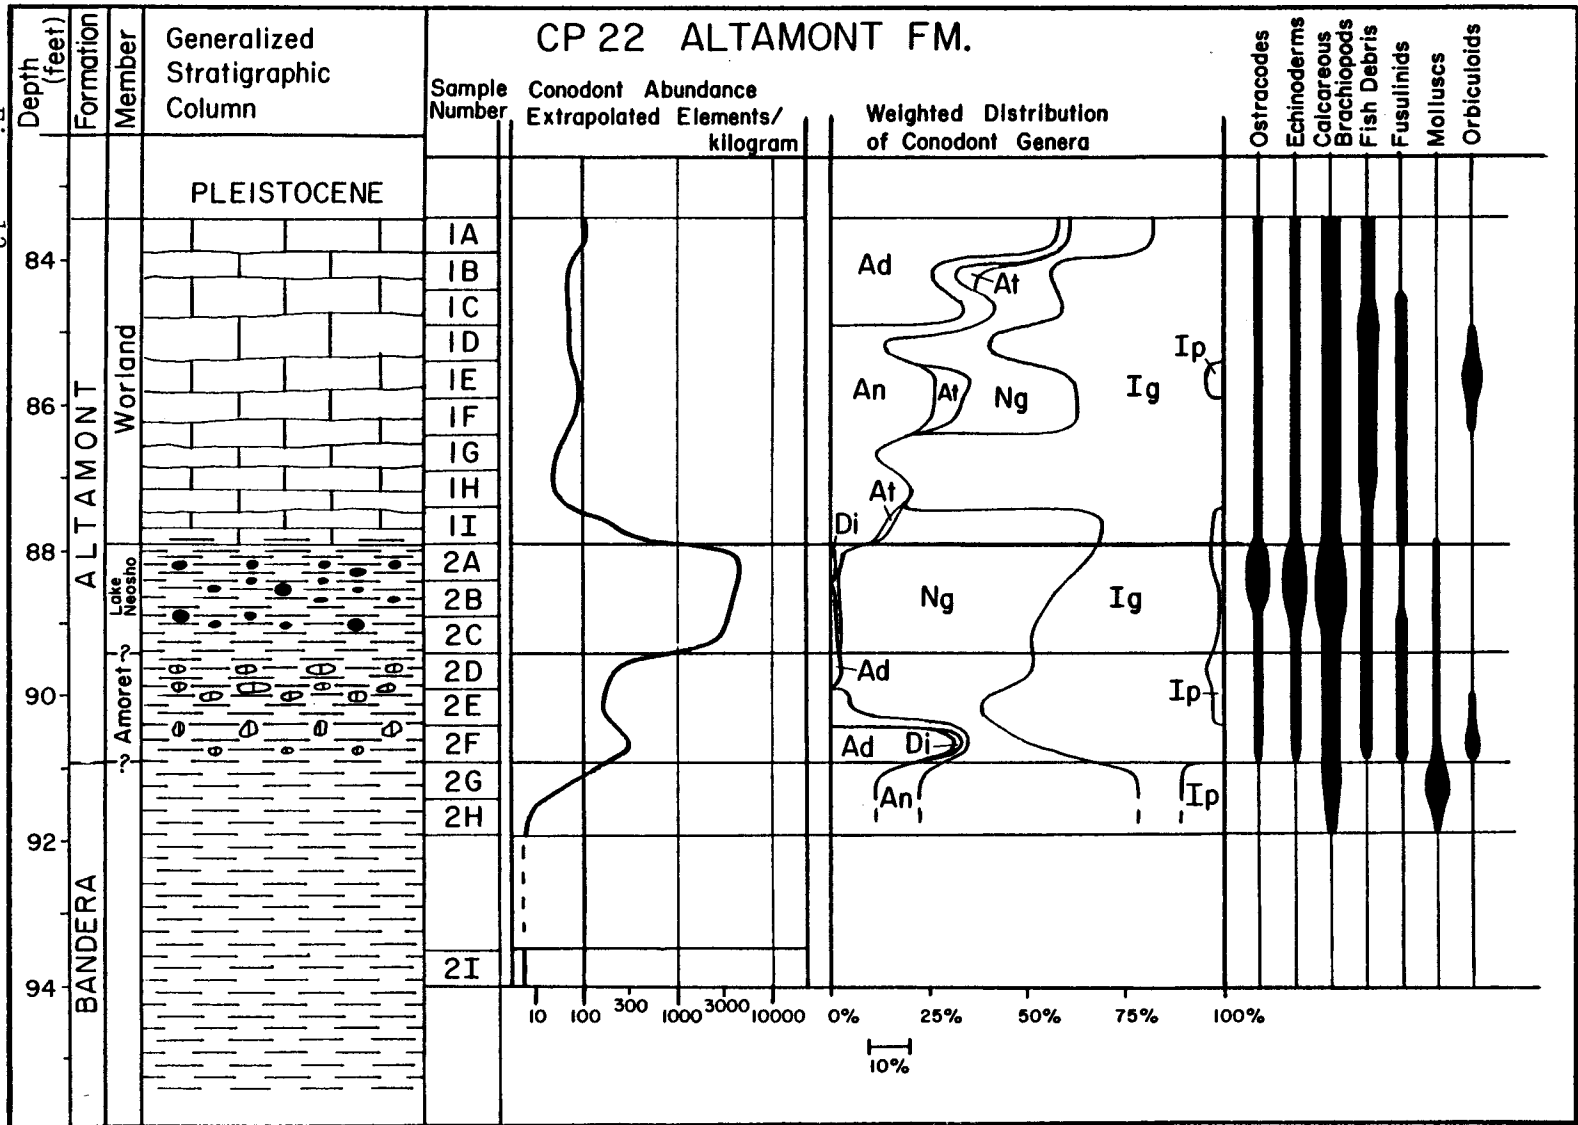 CP 22 ALTAMONT FM.
Depth (feet)
Formation
Member
Generalized
Stratigraphic
Column
Sample
Number
Conodont Abundance
Extrapolated Elements/
kilogram
Weighted Distribution
of Conodont Genera
Ostracodes
Echinoderms
Calcareous
Brachiopods
Fish Debris
Fusulinids
Molluscs
Orbiculoids
PLEISTOCENE
84
86
88
90
92
94
ALTAMONT
BANDERA
Worland
Lake
Neosho
? Amoret ?
1A
1B
1C
1D
1E
1F
1G
1H
1I
2A
2B
2C
2D
2E
2F
2G
2H
2I
Ad
At
Ip
An
At
Ng
Ig
At
Di
Ng
Ig
Ad
Ip
Ad
Di
An
Ip
10 100 300 1000 3000 10000
0% 25% 50% 75% 100%
10%